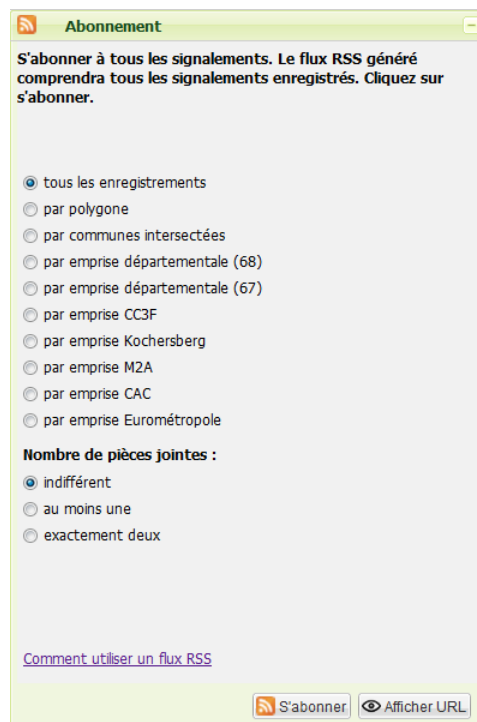 Abonnement
S'abonner à tous les signalements. Le flux RSS généré
comprendra tous les signalements enregistrés. Cliquez sur
s'abonner.
tous les enregistrements
par polygone
par communes intersectées
par emprise départementale (68)
par emprise départementale (67)
par emprise CC3F
par emprise Kochersberg
par emprise M2A
par emprise CAC
par emprise Eurométropole
Nombre de pièces jointes :
indifférent
au moins une
exactement deux
Comment utiliser un flux RSS
S'abonner Afficher URL